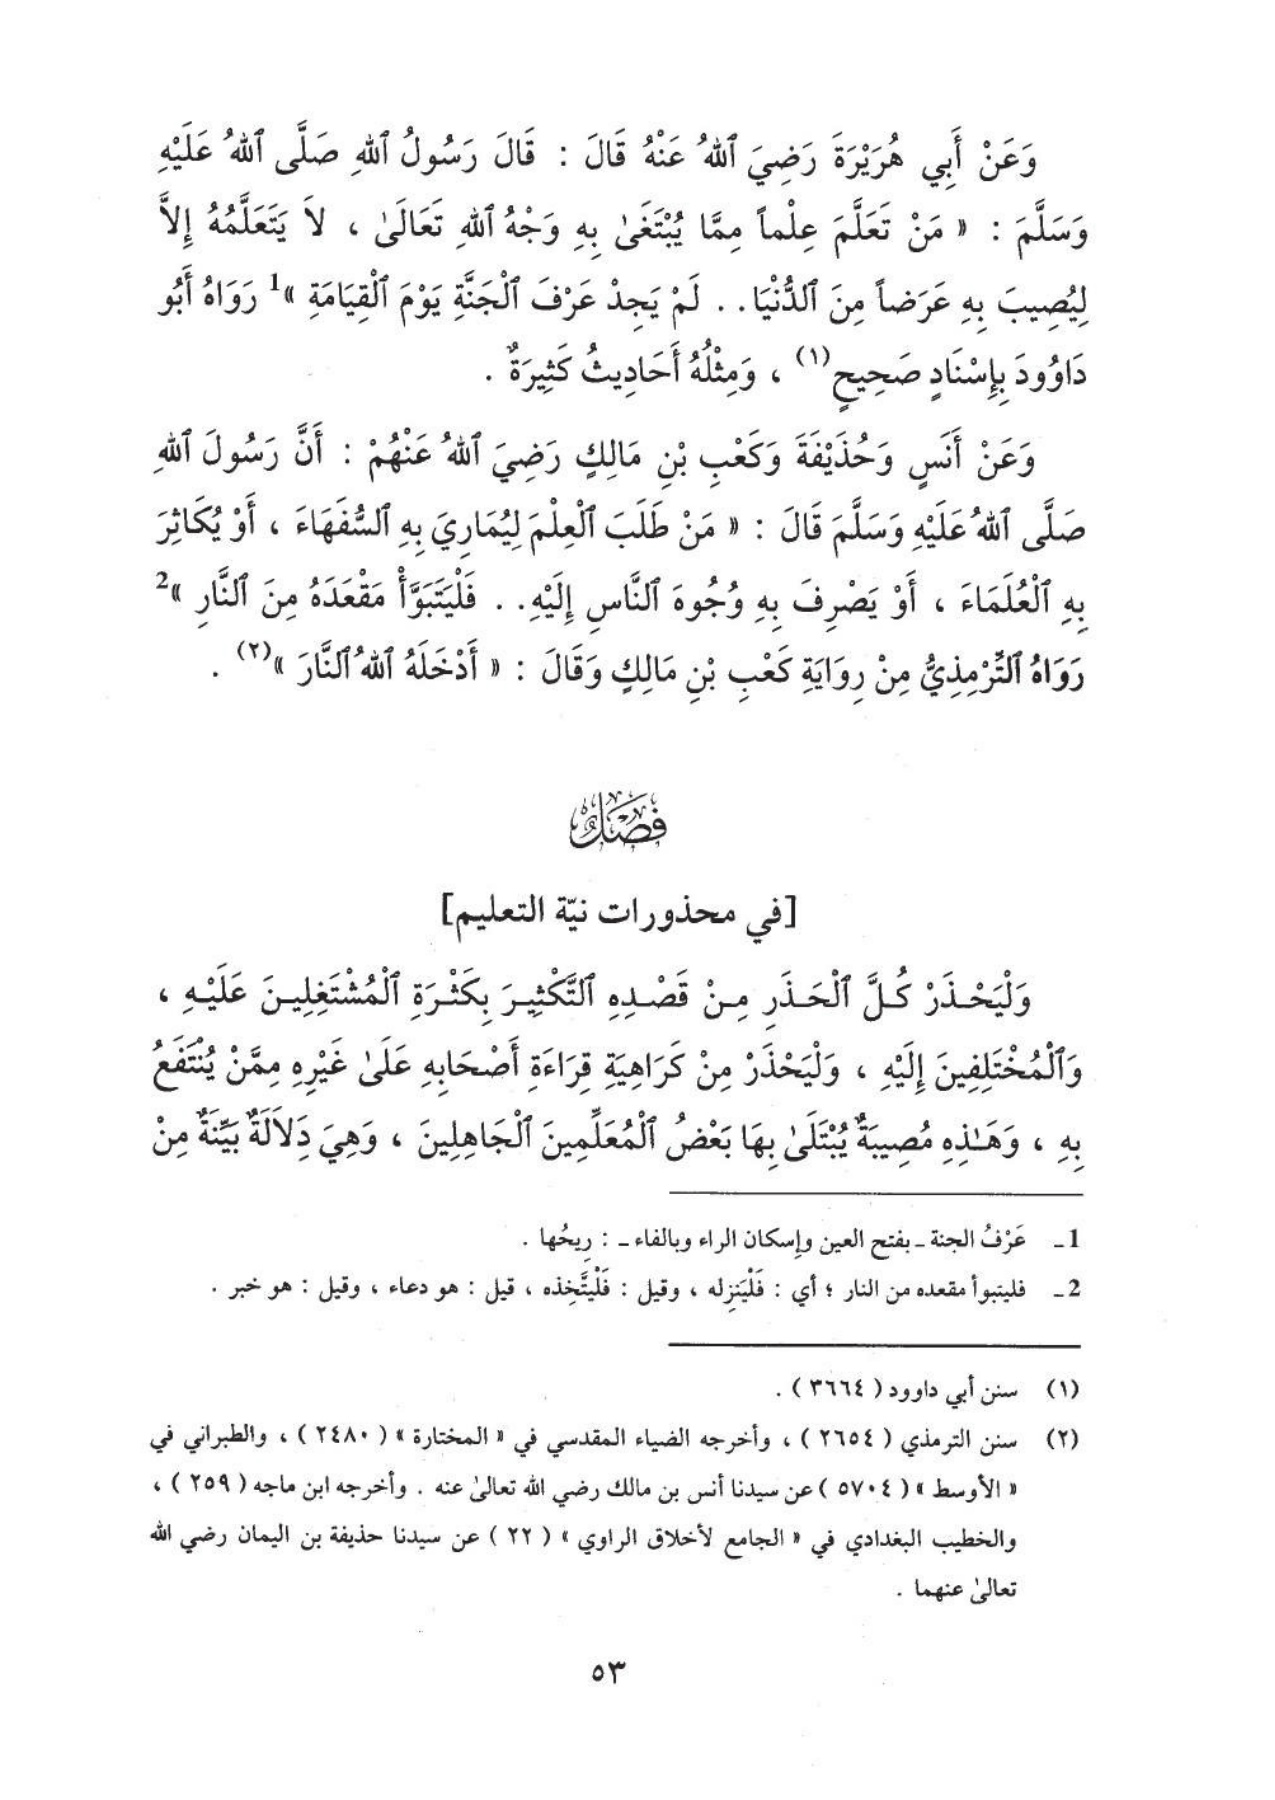 وَعَنْ أَبِي هُرَيْرَةَ رَضِيَ ٱللهُ عَنْهُ قَالَ : قَالَ رَسُولُ ٱللهِ صَلَّى ٱللهُ عَلَيْهِ
وَسَلَّمَ : « مَنْ تَعَلَّمَ عِلْماً مِمَّا يُبْتَغَىٰ بِهِ وَجْهُ ٱللهِ تَعَالَىٰ ، لاَ يَتَعَلَّمُهُ إِلاَّ
لِيُصِيبَ بِهِ عَرَضاً مِنَ ٱلدُّنْيَا. . لَمْ يَجِدْ عَرْفَ ٱلْجَنَّةِ يَوْمَ ٱلْقِيَامَةِ »1 رَوَاهُ أَبُو
دَاوُودَ بِإِسْنَادٍ صَحِيحٍ(١) ، وَمِثْلُهُ أَحَادِيثُ كَثِيرَةٌ .
وَعَنْ أَنَسٍ وَحُذَيْفَةَ وَكَعْبِ بْنِ مَالِكٍ رَضِيَ ٱللهُ عَنْهُمْ : أَنَّ رَسُولَ ٱللهِ
صَلَّى ٱللهُ عَلَيْهِ وَسَلَّمَ قَالَ : « مَنْ طَلَبَ ٱلْعِلْمَ لِيُمَارِيَ بِهِ ٱلسُّفَهَاءَ ، أَوْ يُكَاثِرَ
بِهِ ٱلْعُلَمَاءَ ، أَوْ يَصْرِفَ بِهِ وُجُوهَ ٱلنَّاسِ إِلَيْهِ. . فَلْيَتَبَوَّأْ مَقْعَدَهُ مِنَ ٱلنَّارِ »2
رَوَاهُ ٱلتِّرْمِذِيُّ مِنْ رِوَايَةِ كَعْبِ بْنِ مَالِكٍ وَقَالَ : « أَدْخَلَهُ ٱللهُ ٱلنَّارَ »(٢) .
فَصْلٌ
[في محذورات نيّة التعليم]
وَلْيَحْذَرْ كُلَّ ٱلْحَذَرِ مِنْ قَصْدِهِ ٱلتَّكْثِيرَ بِكَثْرَةِ ٱلْمُشْتَغِلِينَ عَلَيْهِ ،
وَٱلْمُخْتَلِفِينَ إِلَيْهِ ، وَلْيَحْذَرْ مِنْ كَرَاهِيَةِ قِرَاءَةِ أَصْحَابِهِ عَلَىٰ غَيْرِهِ مِمَّنْ يُنْتَفَعُ
بِهِ ، وَهَـٰذِهِ مُصِيبَةٌ يُبْتَلَىٰ بِهَا بَعْضُ ٱلْمُعَلِّمِينَ ٱلْجَاهِلِينَ ، وَهِيَ دِلاَلَةٌ بَيِّنَةٌ مِنْ
1ـ عَرْفُ الجنة ـ بفتح العين وإسكان الراء وبالفاء ـ : رِيحُها .
2ـ فليتبوأ مقعده من النار ؛ أي : فَلْيَنزِله ، وقيل : فَلْيتَّخِذه ، قيل : هو دعاء ، وقيل : هو خبر .
(١) سنن أبي داوود ( ٣٦٦٤ ) .
(٢) سنن الترمذي ( ٢٦٥٤ ) ، وأخرجه الضياء المقدسي في « المختارة » ( ٢٤٨٠ ) ، والطبراني في
« الأوسط » ( ٥٧٠٤ ) عن سيدنا أنس بن مالك رضي الله تعالىٰ عنه . وأخرجه ابن ماجه ( ٢٥٩ ) ،
والخطيب البغدادي في « الجامع لأخلاق الراوي » ( ٢٢ ) عن سيدنا حذيفة بن اليمان رضي الله
تعالىٰ عنهما .
٥٣